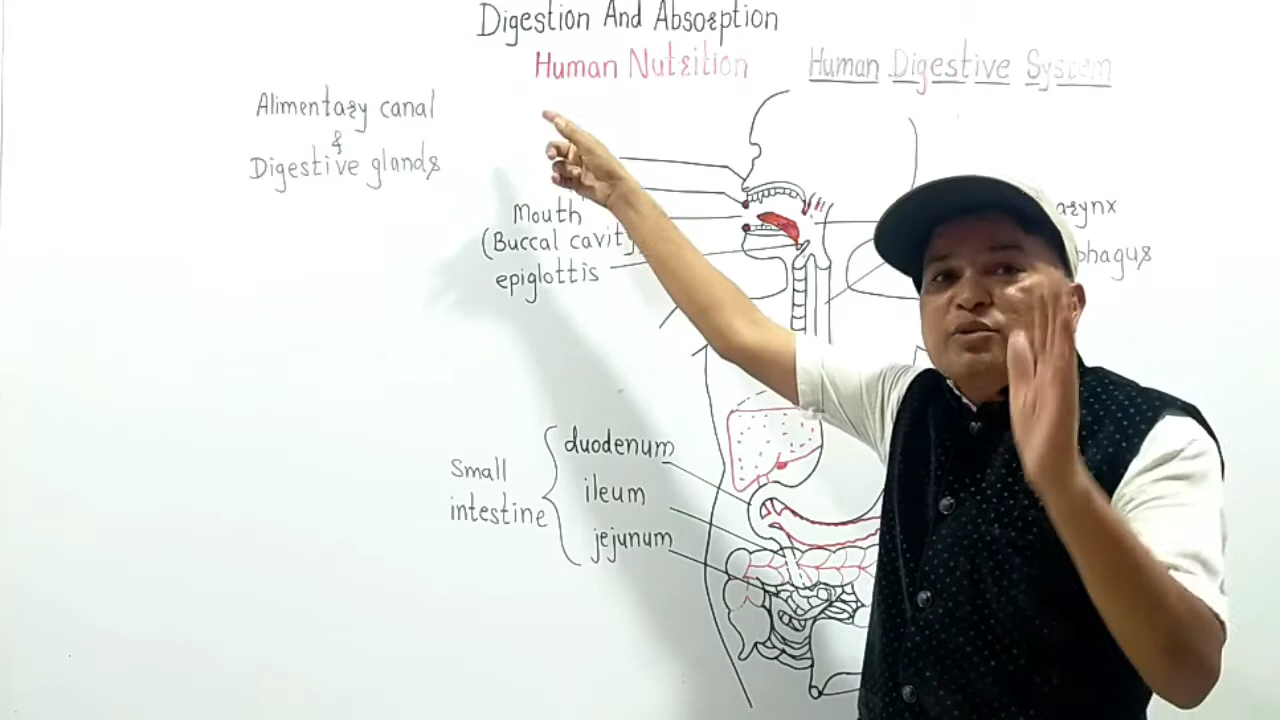 Digestion And Absorption
Human Nutrition
Human Digestive System
Alimentary canal
&
Digestive glands
Mouth
(Buccal cavity
epiglottis
Small
intestine
duodenum
ileum
jejunum